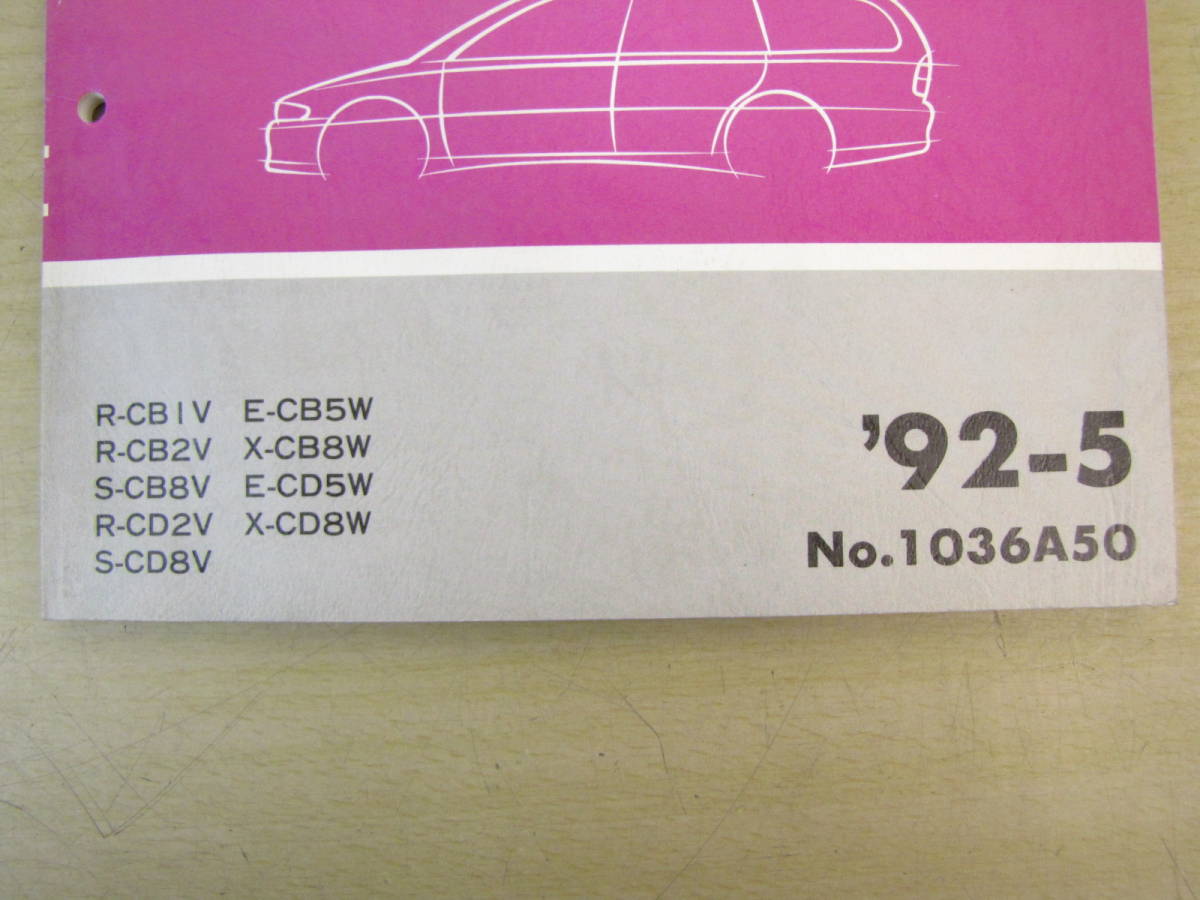 R-CB1V E-CB5W
R-CB2V X-CB8W
S-CB8V E-CD5W
R-CD2V X-CD8W
S-CD8V
'92-5
No.1036A50